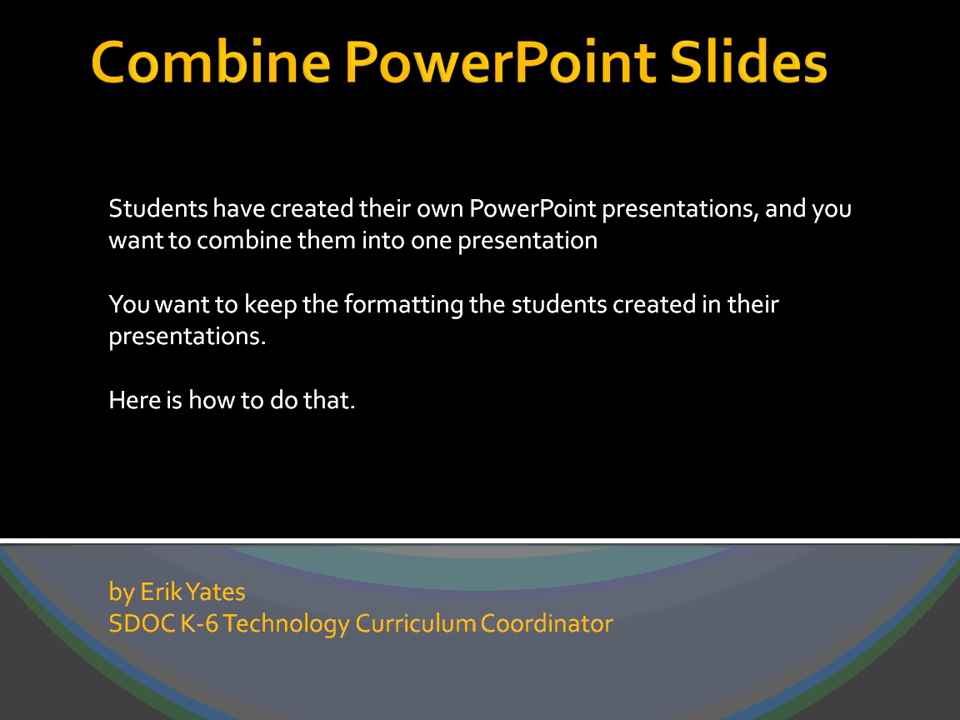 Combine PowerPoint Slides
Students have created their own PowerPoint presentations, and you
want to combine them into one presentation
You want to keep the formatting the students created in their
presentations.
Here is how to do that.
by Erik Yates
SDOC K-6 Technology Curriculum Coordinator